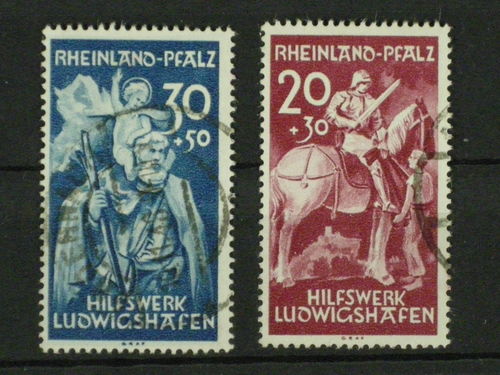 RHEINLAND-PFALZ
30
+50
HILFSWERK
LUDWIGSHAFEN
RHEINLAND-PFALZ
20
+30
HILFSWERK
LUDWIGSHAFEN